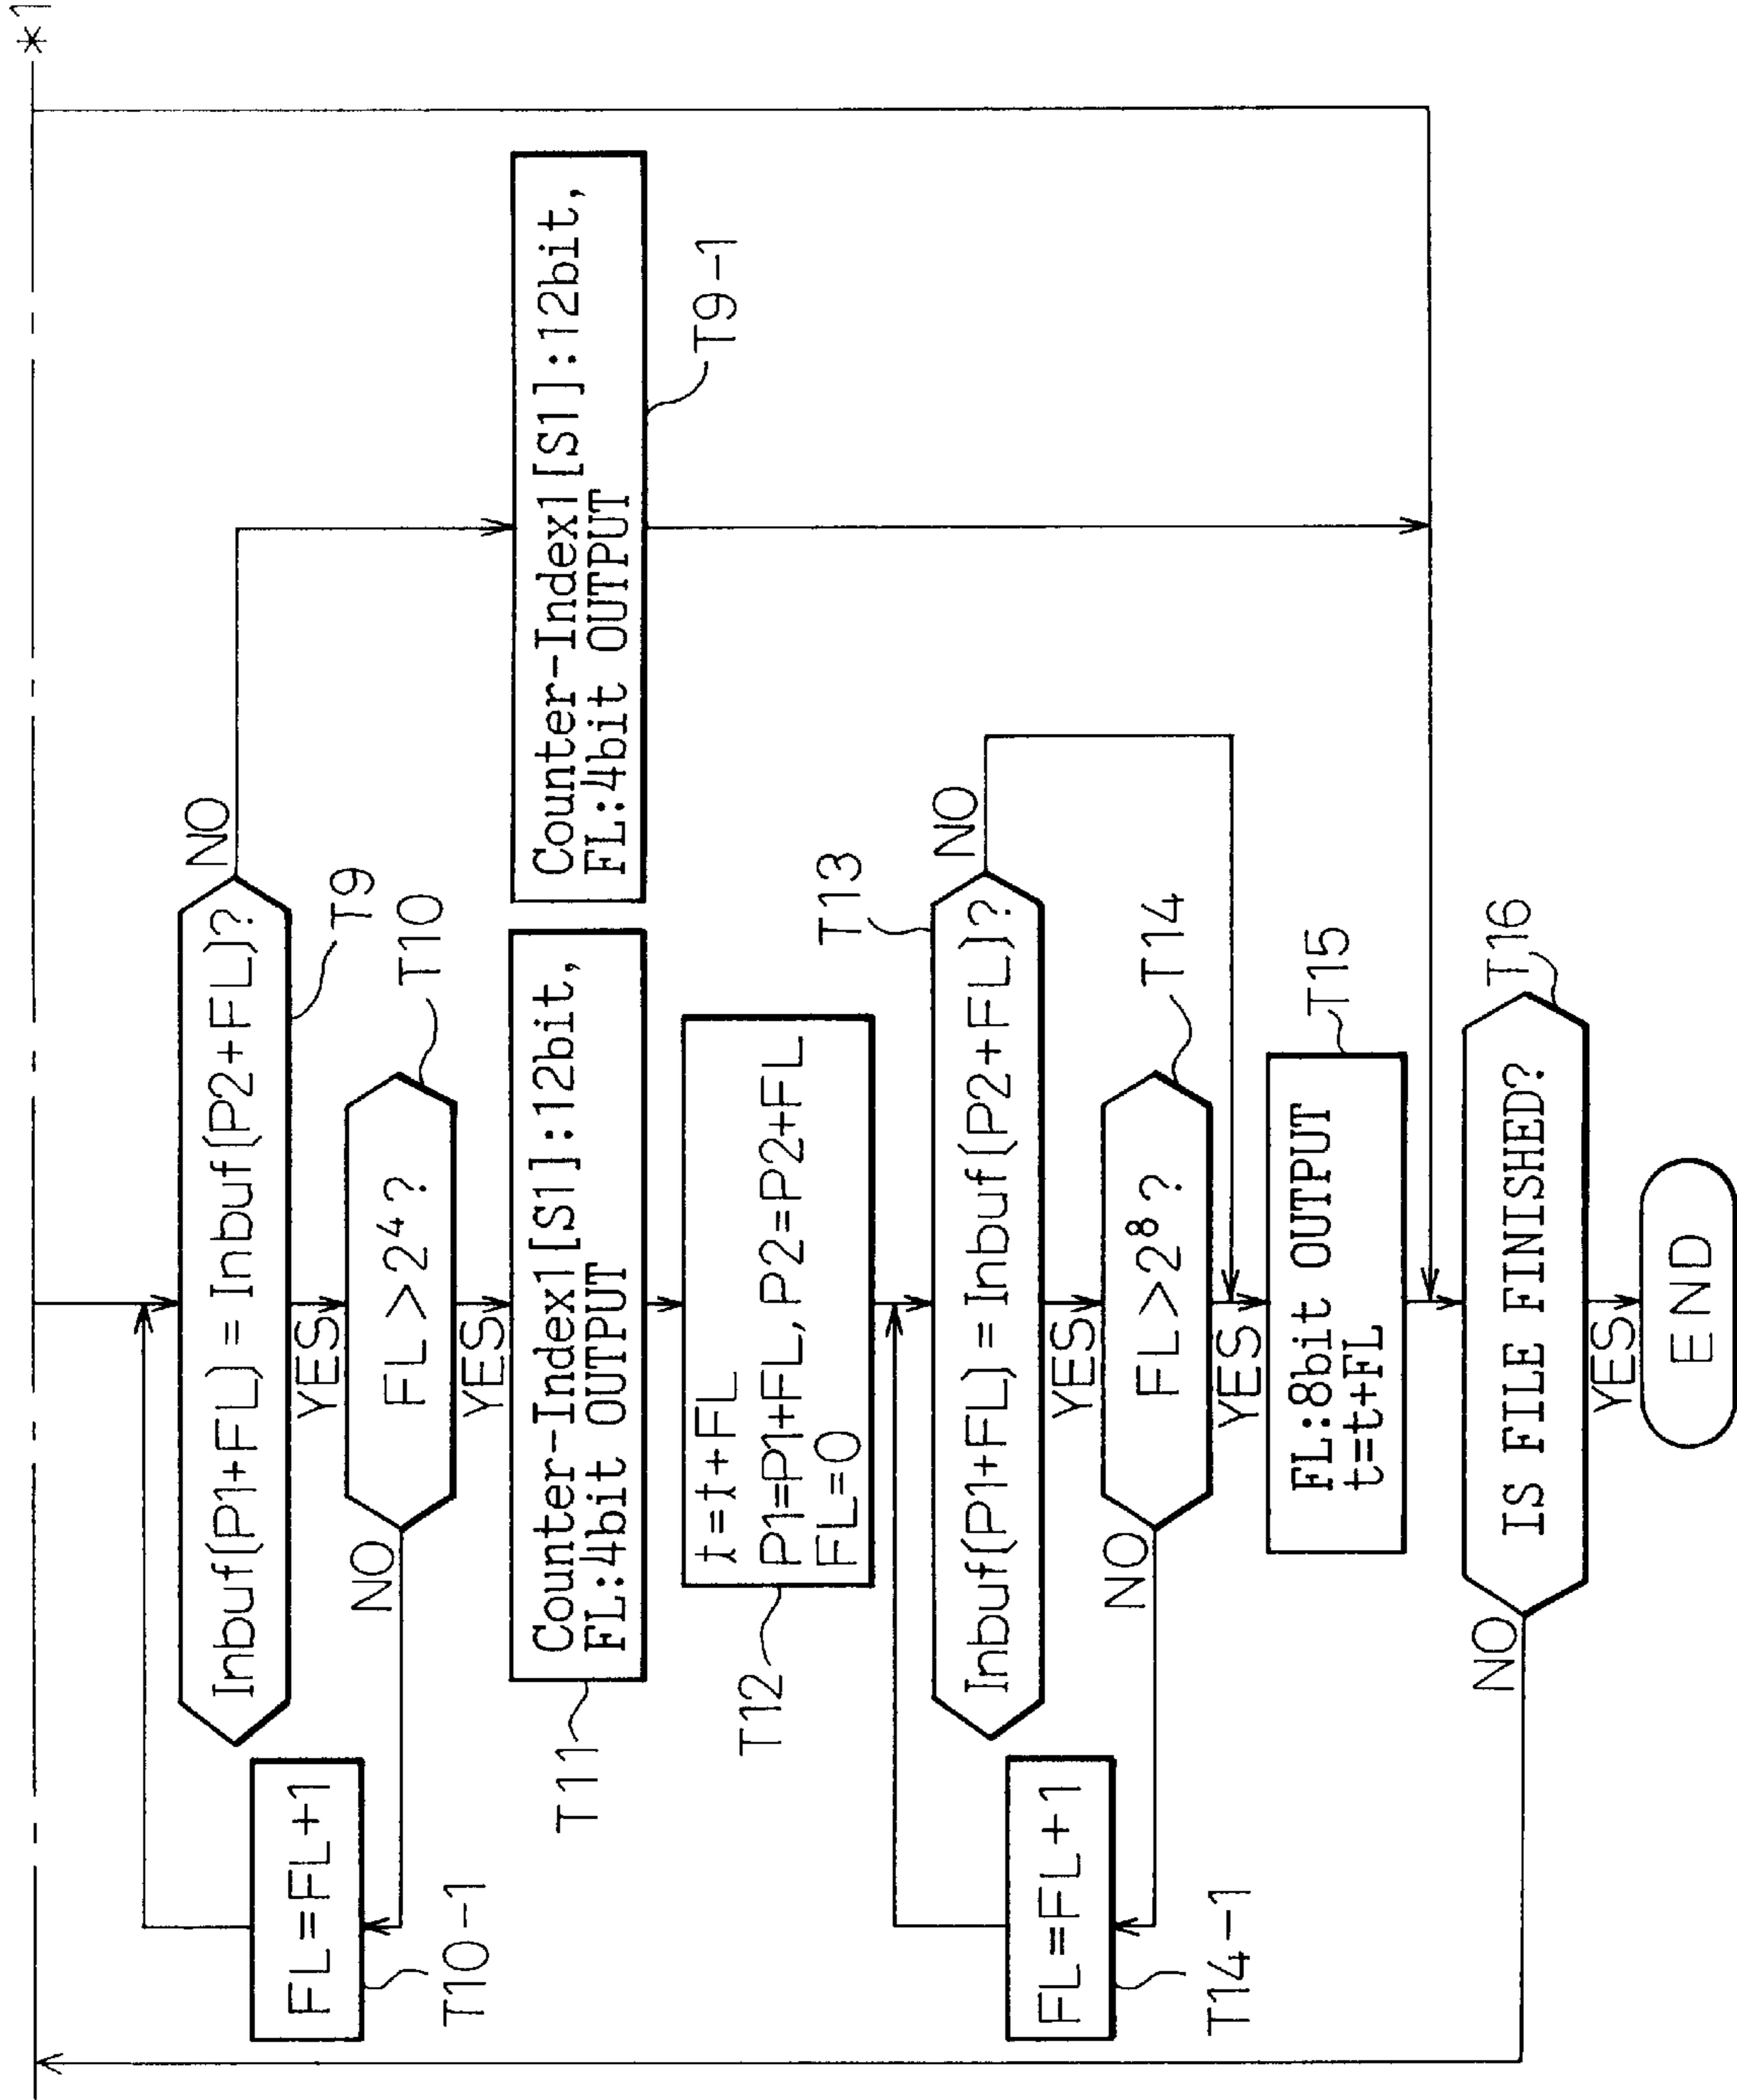 *1
Inbuf(P1+FL) = Inbuf(P2+FL)?
T9
NO
YES
FL>2⁴?
T10
NO
YES
FL=FL+1
T10-1
Counter-Index1[S1]:12bit,
FL:4bit OUTPUT
T11
Counter-Index1[S1]:12bit,
FL:4bit OUTPUT
T9-1
t=t+FL
P1=P1+FL, P2=P2+FL
FL=0
T12
Inbuf(P1+FL) = Inbuf(P2+FL)?
T13
NO
YES
FL>2⁸?
T14
NO
YES
FL=FL+1
T14-1
FL:8bit OUTPUT
t=t+FL
T15
IS FILE FINISHED?
T16
NO
YES
END